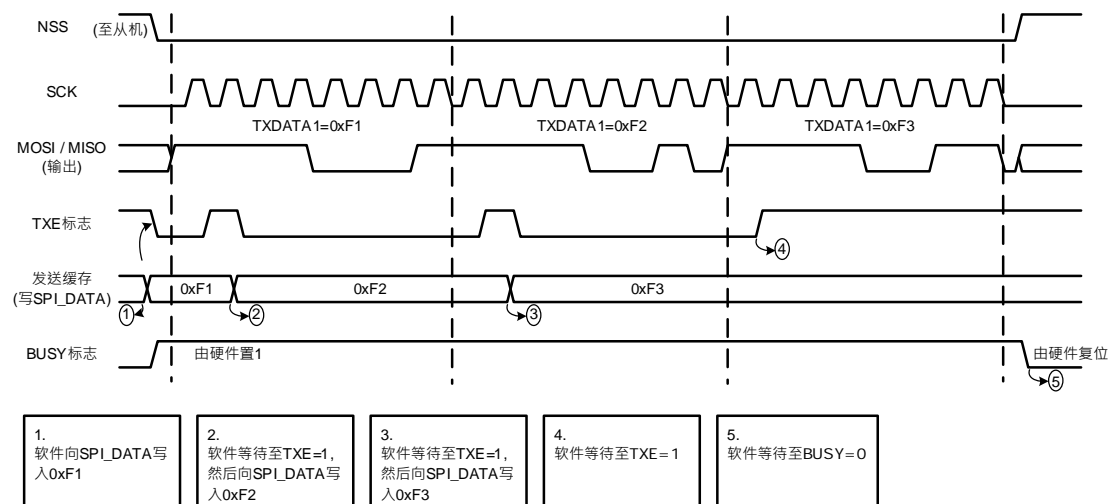 NSS (至从机)
SCK
TXDATA1=0xF1 TXDATA1=0xF2 TXDATA1=0xF3
MOSI / MISO
(输出)
TXE标志
④
发送缓存
(写SPI_DATA)
0xF1 0xF2 0xF3
① ② ③
BUSY标志 由硬件置1 由硬件复位
⑤
1.
软件向SPI_DATA写
入0xF1
2.
软件等待至TXE=1,
然后向SPI_DATA写
入0xF2
3.
软件等待至TXE=1,
然后向SPI_DATA写
入0xF3
4.
软件等待至TXE=1
5.
软件等待至BUSY=0